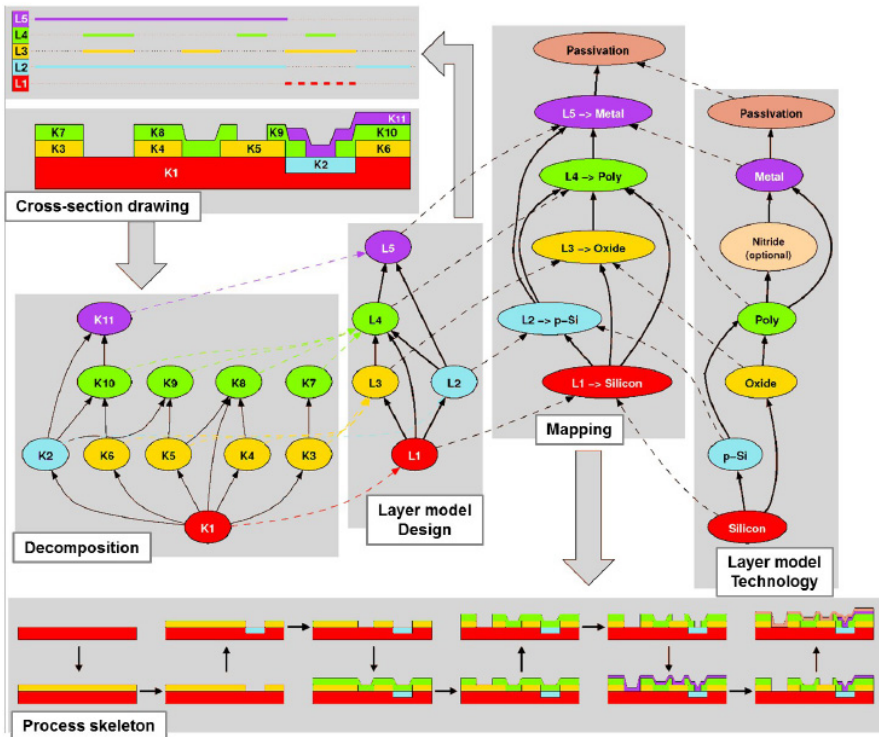 L5
L4
L3
L2
L1
K11
K7
K8
K9
K10
K3
K4
K5
K6
K1
K2
Cross-section drawing
K11
K10
K9
K8
K7
K2
K6
K5
K4
K3
K1
Decomposition
L5
L4
L3
L2
L1
Layer model
Design
Passivation
L5 -> Metal
L4 -> Poly
L3 -> Oxide
L2 -> p-Si
L1 -> Silicon
Mapping
Passivation
Metal
Nitride
(optional)
Poly
Oxide
p-Si
Silicon
Layer model
Technology
Process skeleton